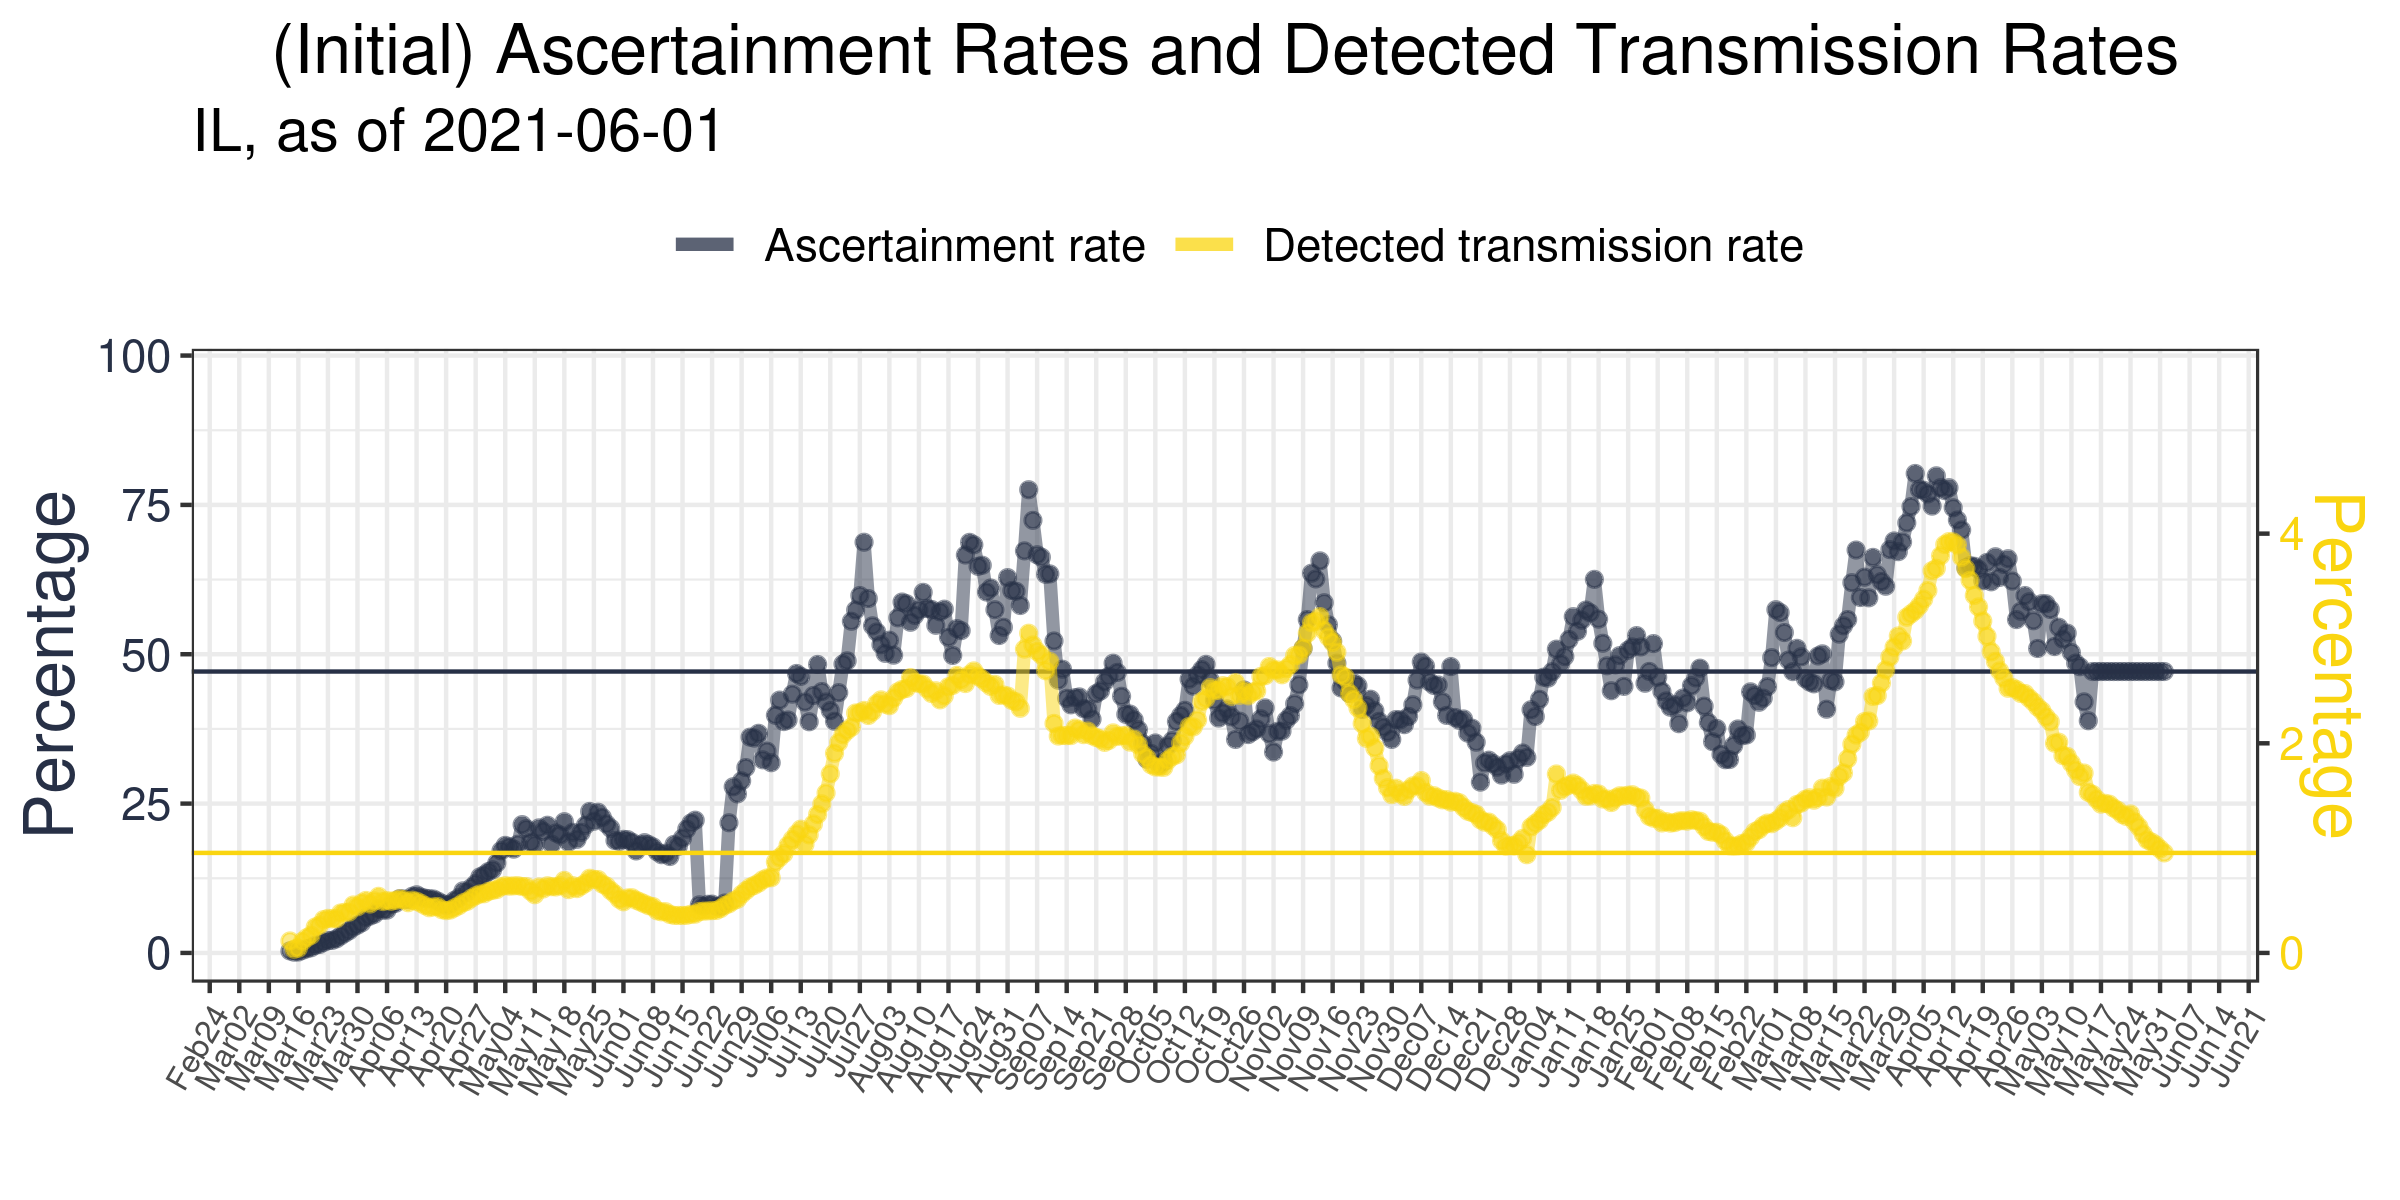 (Initial) Ascertainment Rates and Detected Transmission Rates
IL, as of 2021-06-01
Ascertainment rate
Detected transmission rate
Percentage
100
75
50
25
0
4
2
0
Percentage
Feb24
Mar02
Mar09
Mar16
Mar23
Mar30
Apr06
Apr13
Apr20
Apr27
May04
May11
May18
May25
Jun01
Jun08
Jun15
Jun22
Jun29
Jul06
Jul13
Jul20
Jul27
Aug03
Aug10
Aug17
Aug24
Aug31
Sep07
Sep14
Sep21
Sep28
Oct05
Oct12
Oct19
Oct26
Nov02
Nov09
Nov16
Nov23
Nov30
Dec07
Dec14
Dec21
Dec28
Jan04
Jan11
Jan18
Jan25
Feb01
Feb08
Feb15
Feb22
Mar01
Mar08
Mar15
Mar22
Mar29
Apr05
Apr12
Apr19
Apr26
May03
May10
May17
May24
May31
Jun07
Jun14
Jun21